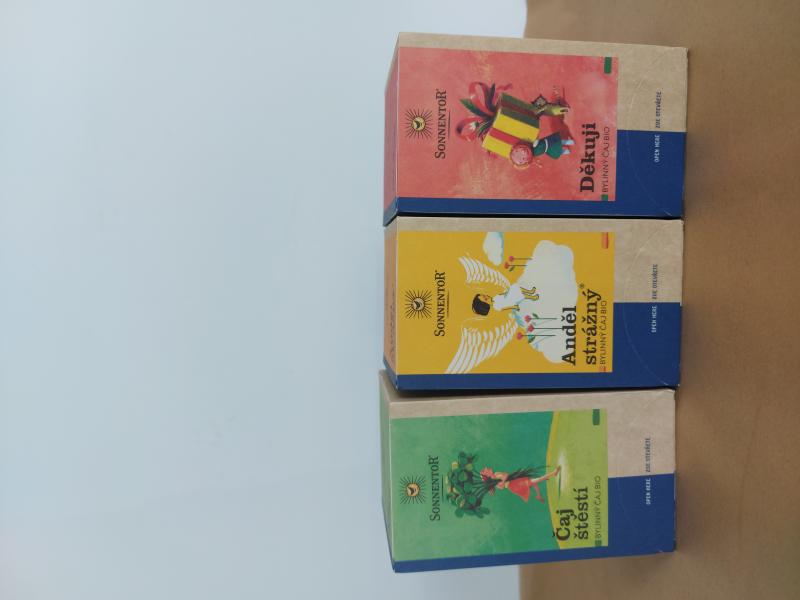 SONNENTOR®
Čaj
štěstí
BYLINNÝ ČAJ BIO
OPEN HERE ZDE OTEVŘETE
SONNENTOR®
Anděl
strážný®
BYLINNÝ ČAJ BIO
OPEN HERE ZDE OTEVŘETE
SONNENTOR®
Děkuji
BYLINNÝ ČAJ BIO
OPEN HERE ZDE OTEVŘETE